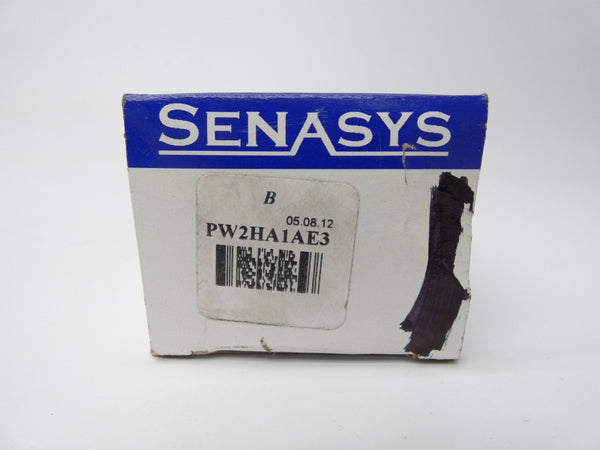 SENASYS
B
05.08.12
PW2HA1AE3